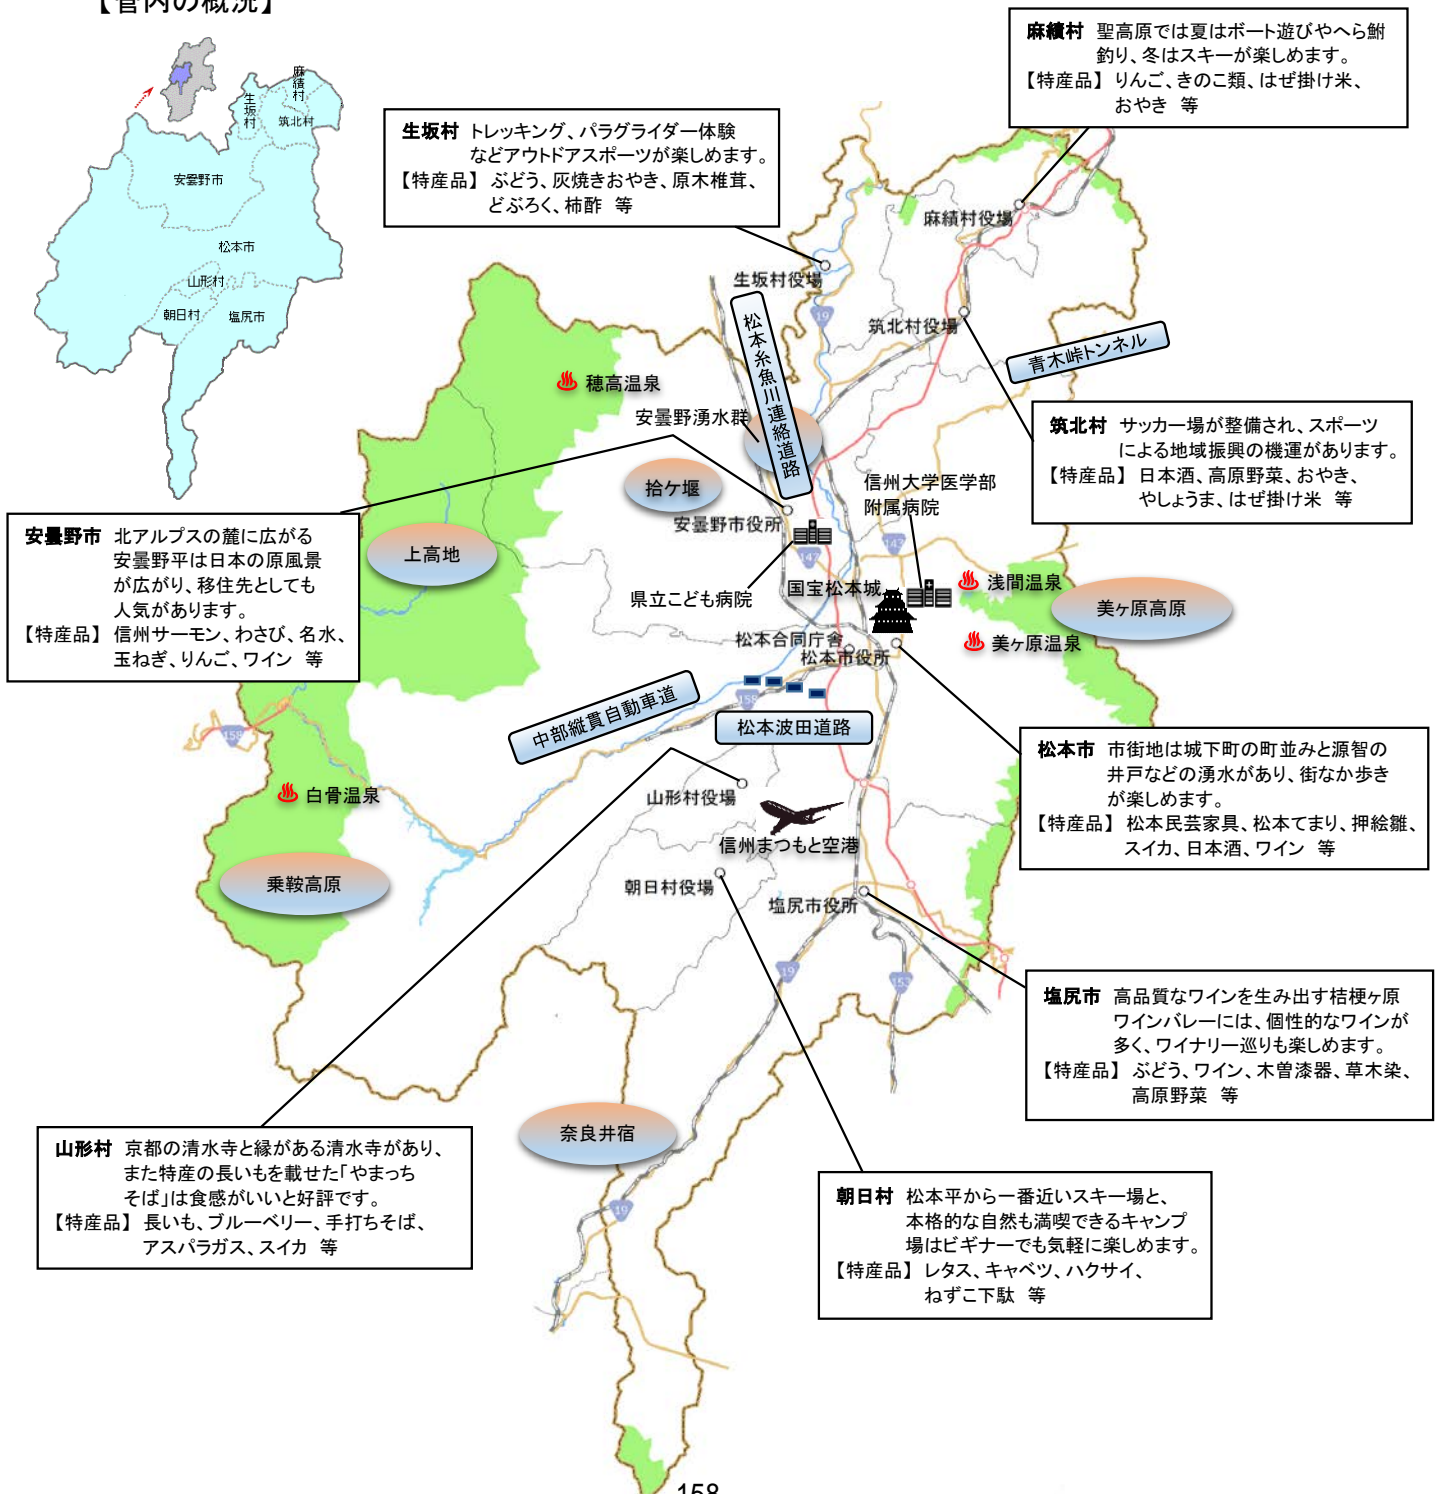 【管内の概況】
麻績村
生坂村
筑北村
安曇野市
松本市
山形村
朝日村
塩尻市
麻績村 聖高原では夏はボート遊びやへら鮒
釣り、冬はスキーが楽しめます。
【特産品】 りんご、きのこ類、はぜ掛け米、
おやき 等
生坂村 トレッキング、パラグライダー体験
などアウトドアスポーツが楽しめます。
【特産品】 ぶどう、灰焼きおやき、原木椎茸、
どぶろく、柿酢 等
麻績村役場
生坂村役場
19
筑北村役場
松本糸魚川連絡道路
青木峠トンネル
穂高温泉
安曇野湧水群
筑北村 サッカー場が整備され、スポーツ
による地域振興の機運があります。
【特産品】 日本酒、高原野菜、おやき、
やしょうま、はぜ掛け米 等
拾ケ堰
信州大学医学部
附属病院
安曇野市役所
安曇野市 北アルプスの麓に広がる
安曇野平は日本の原風景
が広がり、移住先としても
人気があります。
【特産品】 信州サーモン、わさび、名水、
玉ねぎ、りんご、ワイン 等
上高地
147
143
県立こども病院
国宝松本城
浅間温泉
美ヶ原高原
美ヶ原温泉
松本合同庁舎
松本市役所
中部縦貫自動車道
158
松本波田道路
158
松本市 市街地は城下町の町並みと源智の
井戸などの湧水があり、街なか歩き
が楽しめます。
【特産品】 松本民芸家具、松本てまり、押絵雛、
スイカ、日本酒、ワイン 等
白骨温泉
山形村役場
信州まつもと空港
乗鞍高原
朝日村役場
塩尻市役所
19
153
塩尻市 高品質なワインを生み出す桔梗ヶ原
ワインバレーには、個性的なワインが
多く、ワイナリー巡りも楽しめます。
【特産品】 ぶどう、ワイン、木曽漆器、草木染、
高原野菜 等
奈良井宿
山形村 京都の清水寺と縁がある清水寺があり、
また特産の長いもを載せた「やまっち
そば」は食感がいいと好評です。
【特産品】 長いも、ブルーベリー、手打ちそば、
アスパラガス、スイカ 等
19
朝日村 松本平から一番近いスキー場と、
本格的な自然も満喫できるキャンプ
場はビギナーでも気軽に楽しめます。
【特産品】 レタス、キャベツ、ハクサイ、
ねずこ下駄 等
158